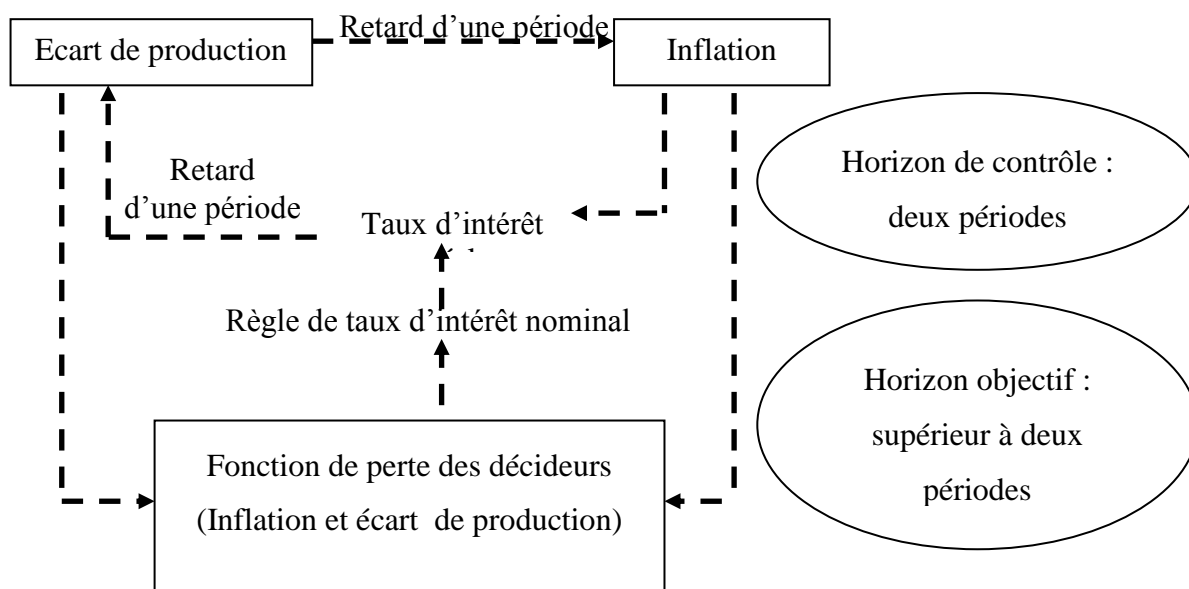 Retard d’une période
Ecart de production
Inflation
Horizon de contrôle :
deux périodes
Retard
d’une période
Taux d’intérêt
Règle de taux d’intérêt nominal
Horizon objectif :
supérieur à deux
périodes
Fonction de perte des décideurs
(Inflation et écart de production)